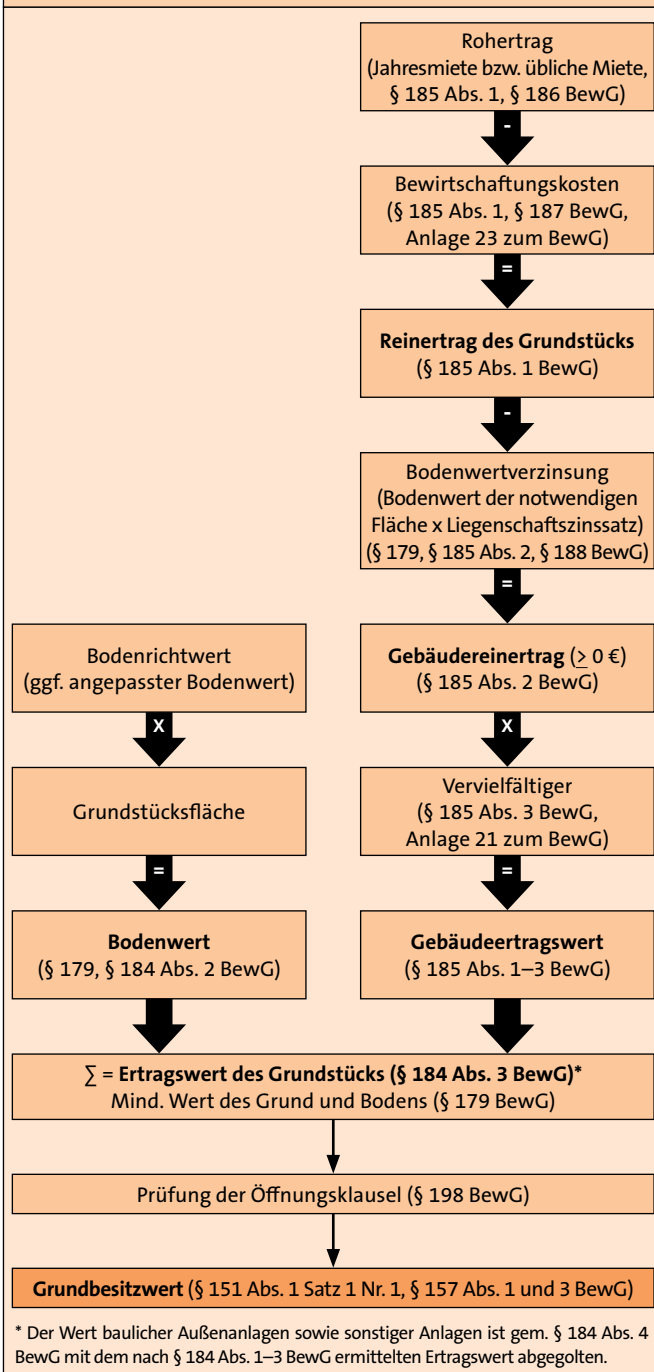 Rohertrag
(Jahresmiete bzw. übliche Miete,
§ 185 Abs. 1, § 186 BewG)
-
Bewirtschaftungskosten
(§ 185 Abs. 1, § 187 BewG,
Anlage 23 zum BewG)
=
Reinertrag des Grundstücks
(§ 185 Abs. 1 BewG)
-
Bodenwertverzinsung
(Bodenwert der notwendigen
Fläche x Liegenschaftszinssatz)
(§ 179, § 185 Abs. 2, § 188 BewG)
=
Bodenrichtwert
(ggf. angepasster Bodenwert)
X
Grundstücksfläche
=
Bodenwert
(§ 179, § 184 Abs. 2 BewG)
Gebäudereinertrag (≥ 0 €)
(§ 185 Abs. 2 BewG)
X
Vervielfältiger
(§ 185 Abs. 3 BewG,
Anlage 21 zum BewG)
=
Gebäudeertragswert
(§ 185 Abs. 1–3 BewG)
∑ = Ertragswert des Grundstücks (§ 184 Abs. 3 BewG)*
Mind. Wert des Grund und Bodens (§ 179 BewG)
Prüfung der Öffnungsklausel (§ 198 BewG)
Grundbesitzwert (§ 151 Abs. 1 Satz 1 Nr. 1, § 157 Abs. 1 und 3 BewG)
* Der Wert baulicher Außenanlagen sowie sonstiger Anlagen ist gem. § 184 Abs. 4
BewG mit dem nach § 184 Abs. 1–3 BewG ermittelten Ertragswert abgegolten.